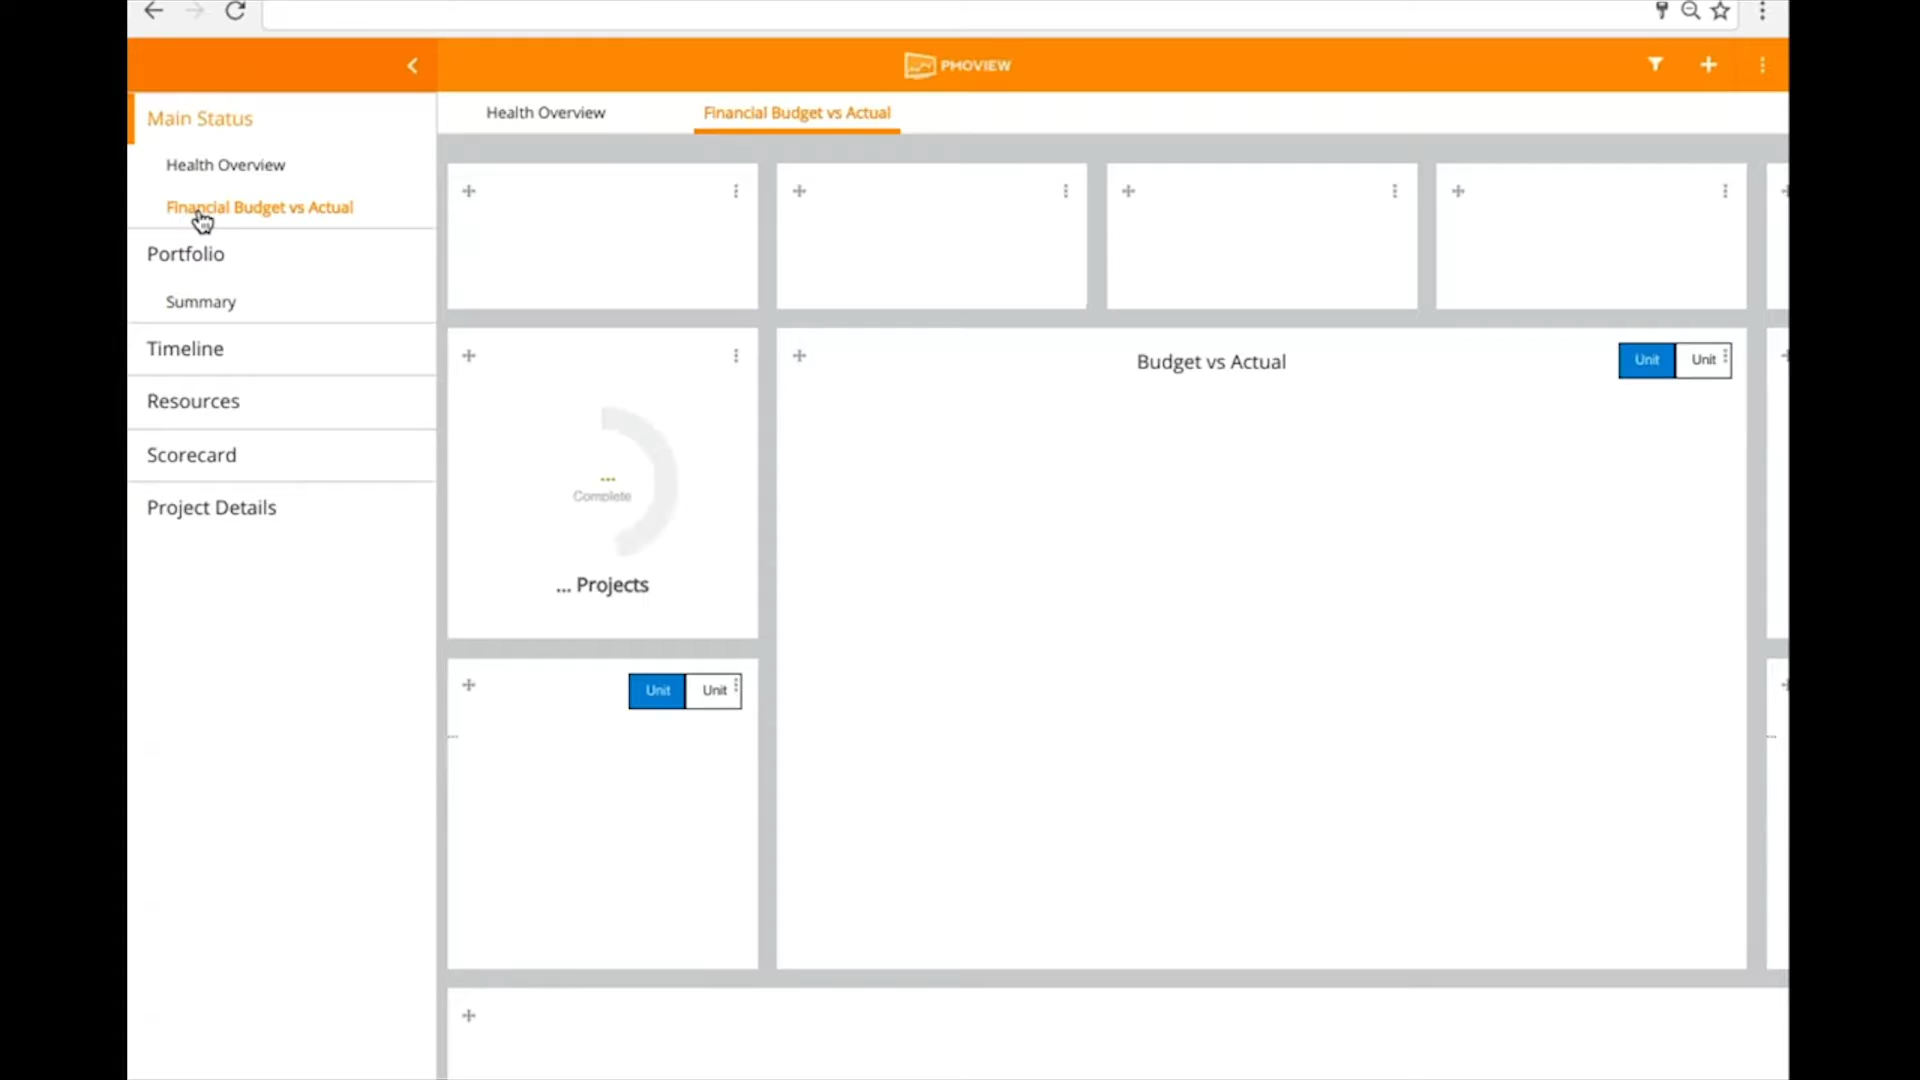 PMOVIEW
Main Status
Health Overview
Financial Budget vs Actual
Portfolio
Summary
Timeline
Resources
Scorecard
Project Details
Health Overview
Financial Budget vs Actual
...
Complete
... Projects
Budget vs Actual
Unit
Unit
Unit
Unit
...
...